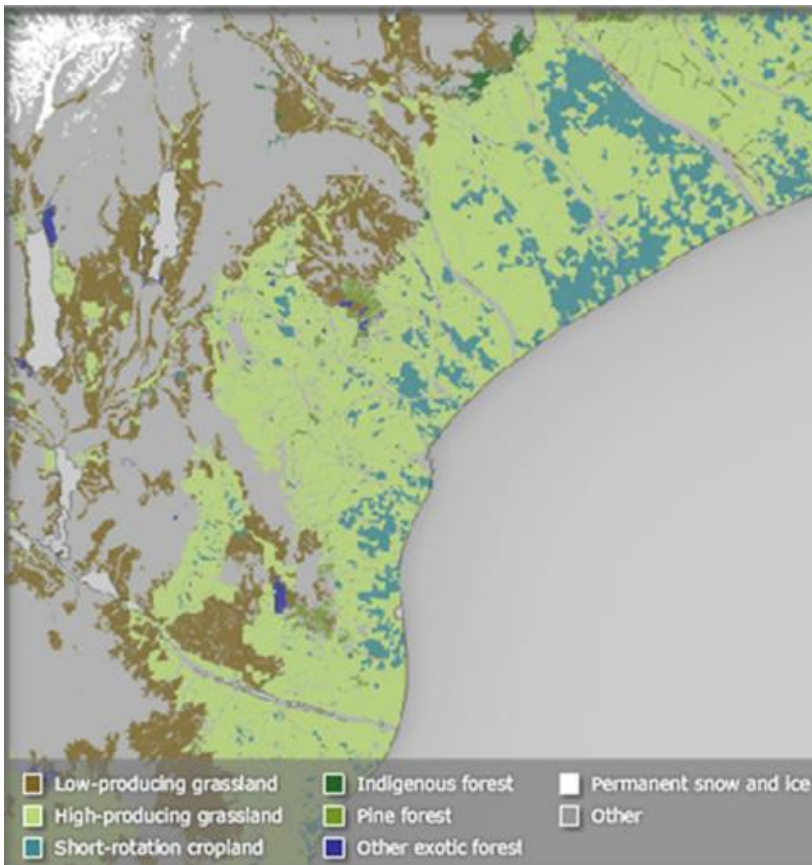 Low-producing grassland
High-producing grassland
Short-rotation cropland
Indigenous forest
Pine forest
Other exotic forest
Permanent snow and ice
Other